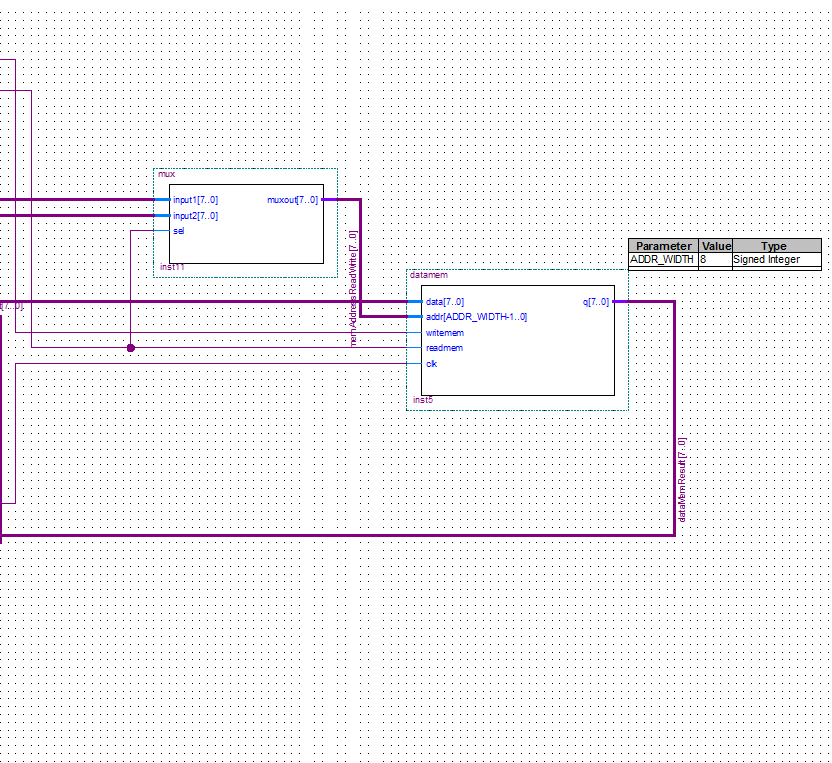 mux
input1[7..0]
muxout[7..0]
input2[7..0]
sel
inst11
memAddressReadWrite[7..0]
Parameter Value Type
ADDR_WIDTH 8 Signed Integer
datamem
data[7..0]
q[7..0]
addr[ADDR_WIDTH-1..0]
writemem
readmem
clk
inst5
t[7..0]
dataMemResult[7..0]